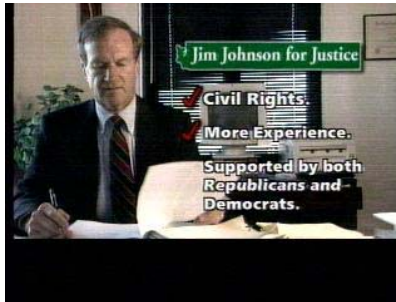 Jim Johnson for Justice
Civil Rights.
More Experience.
Supported by both
Republicans and
Democrats.